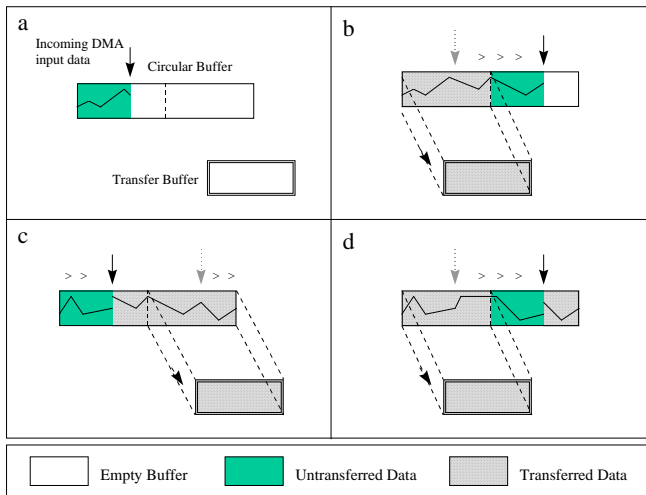 a
Incoming DMA
input data
Circular Buffer
Transfer Buffer
b
> > >
c
> >
> >
d
> > >
Empty Buffer
Untransferred Data
Transferred Data